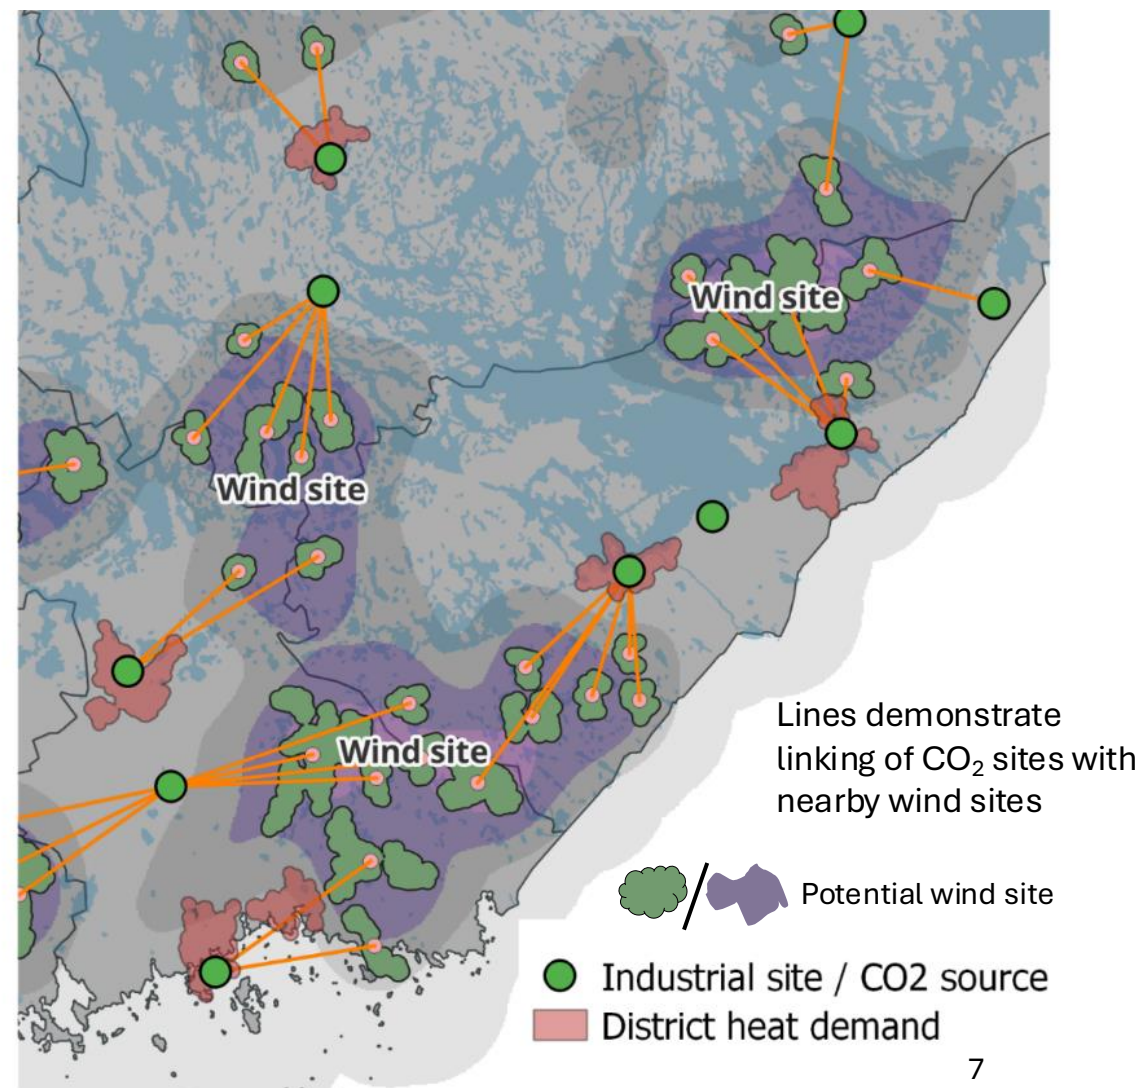 Wind site
Wind site
Wind site
Lines demonstrate
linking of CO₂ sites with
nearby wind sites
Potential wind site
Industrial site / CO2 source
District heat demand
7